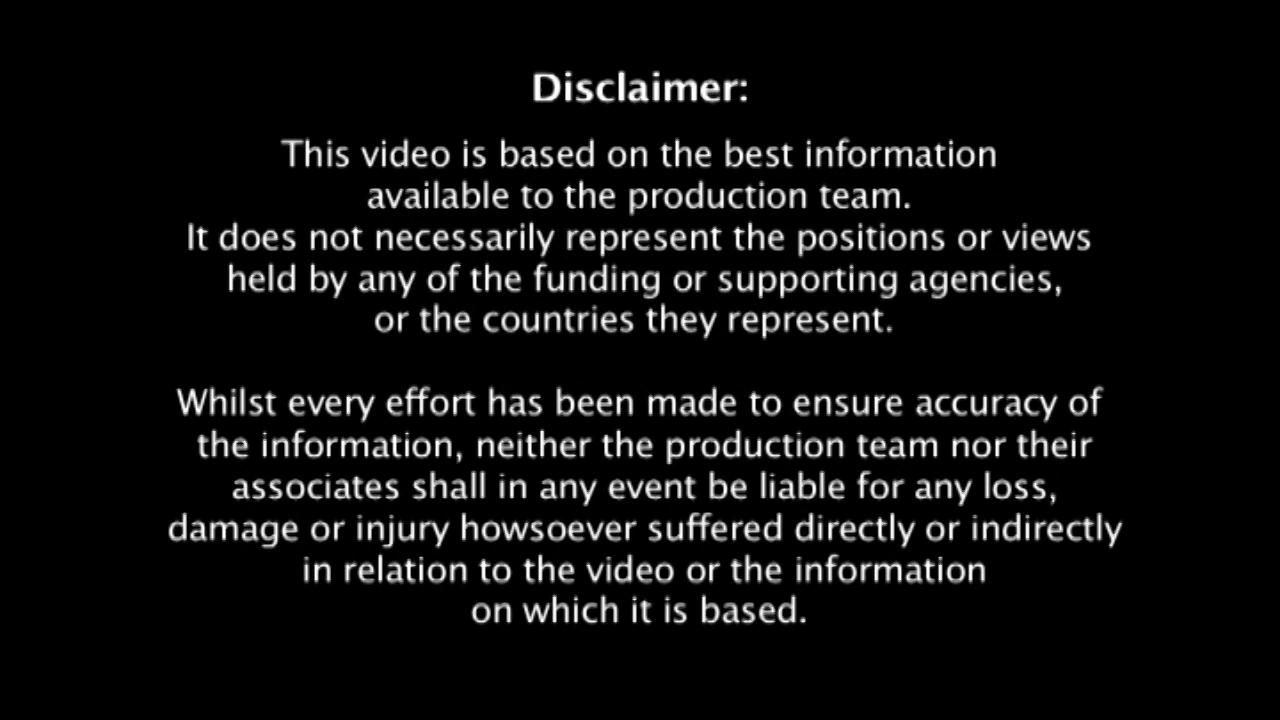 Disclaimer:
This video is based on the best information
available to the production team.
It does not necessarily represent the positions or views
held by any of the funding or supporting agencies,
or the countries they represent.
Whilst every effort has been made to ensure accuracy of
the information, neither the production team nor their
associates shall in any event be liable for any loss,
damage or injury howsoever suffered directly or indirectly
in relation to the video or the information
on which it is based.